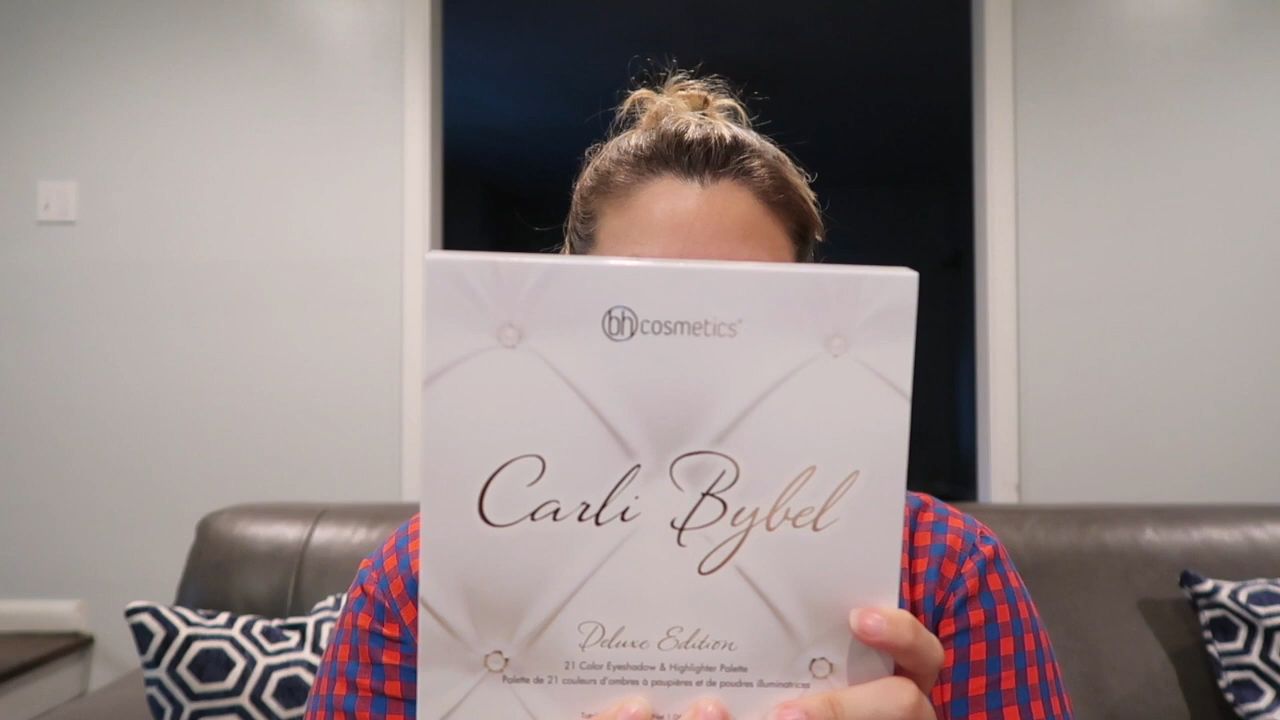 bh cosmetics
Carli Bybel
Deluxe Edition
21 Color Eyeshadow & Highlighter Palette
Palette de 21 couleurs d'ombres à paupières et de poudres illuminatrices